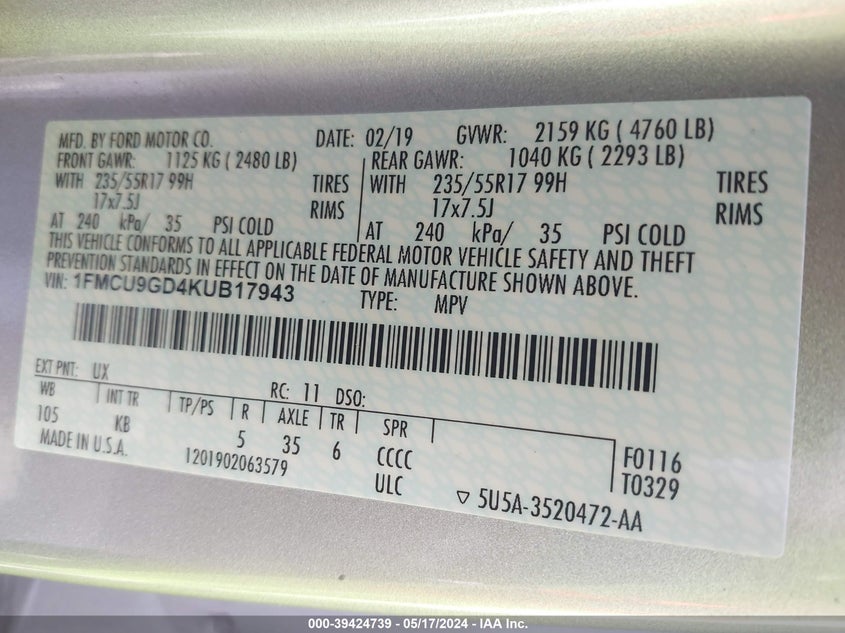 MFD. BY FORD MOTOR CO. DATE: 02/19 GVWR: 2159 KG ( 4760 LB)
FRONT GAWR: 1125 KG ( 2480 LB) REAR GAWR: 1040 KG ( 2293 LB)
WITH 235/55R17 99H TIRES WITH 235/55R17 99H TIRES
17x7.5J RIMS 17x7.5J RIMS
AT 240 kPa/ 35 PSI COLD AT 240 kPa/ 35 PSI COLD
THIS VEHICLE CONFORMS TO ALL APPLICABLE FEDERAL MOTOR VEHICLE SAFETY AND THEFT
PREVENTION STANDARDS IN EFFECT ON THE DATE OF MANUFACTURE SHOWN ABOVE.
VIN: 1FMCU9GD4KUB17943 TYPE: MPV
EXT PNT: UX RC: 11 DSO:
WB INT TR TP/PS R AXLE TR SPR
105 KB 5 35 6 CCCC F0116
MADE IN U.S.A. 1201902063579 ULC T0329
▽ 5U5A-3520472-AA
000-39424739 - 05/17/2024 - IAA Inc.